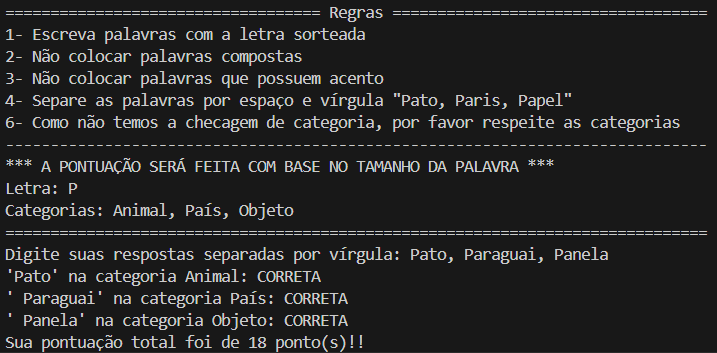 =================================== Regras ===================================
1- Escreva palavras com a letra sorteada
2- Não colocar palavras compostas
3- Não colocar palavras que possuem acento
4- Separe as palavras por espaço e vírgula "Pato, Paris, Papel"
6- Como não temos a checagem de categoria, por favor respeite as categorias
------------------------------------------------------------------------------
*** A PONTUAÇÃO SERÁ FEITA COM BASE NO TAMANHO DA PALAVRA ***
Letra: P
Categorias: Animal, País, Objeto
==============================================================================
Digite suas respostas separadas por vírgula: Pato, Paraguai, Panela
'Pato' na categoria Animal: CORRETA
' Paraguai' na categoria País: CORRETA
' Panela' na categoria Objeto: CORRETA
Sua pontuação total foi de 18 ponto(s)!!